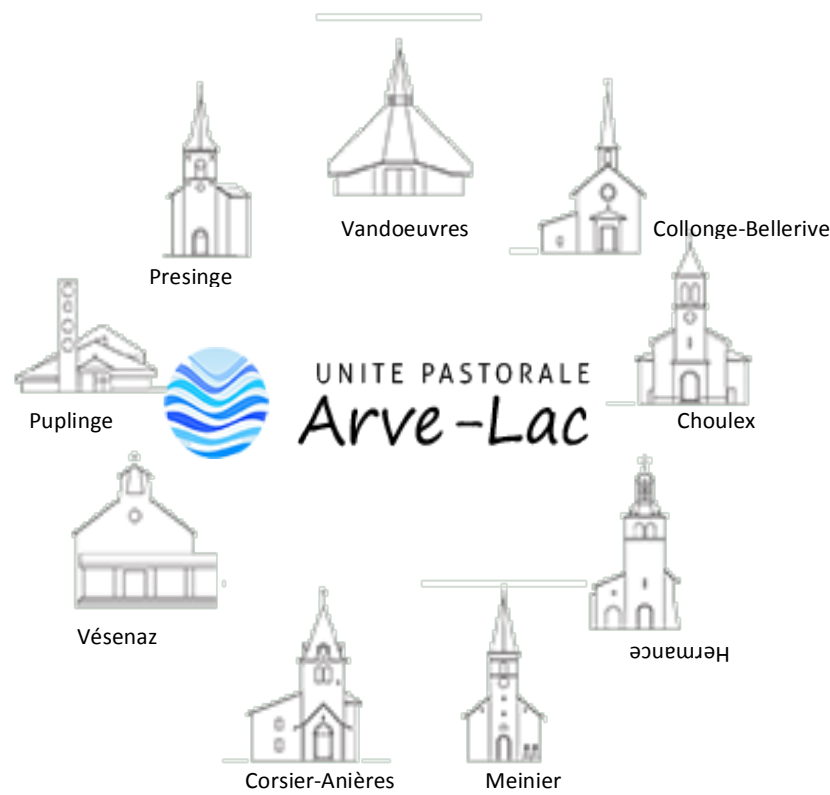 Vandoeuvres
Collonge-Bellerive
Presinge
UNITE PASTORALE
Arve-Lac
Puplinge
Choulex
Vésenaz
Hermance
Corsier-Anières
Meinier